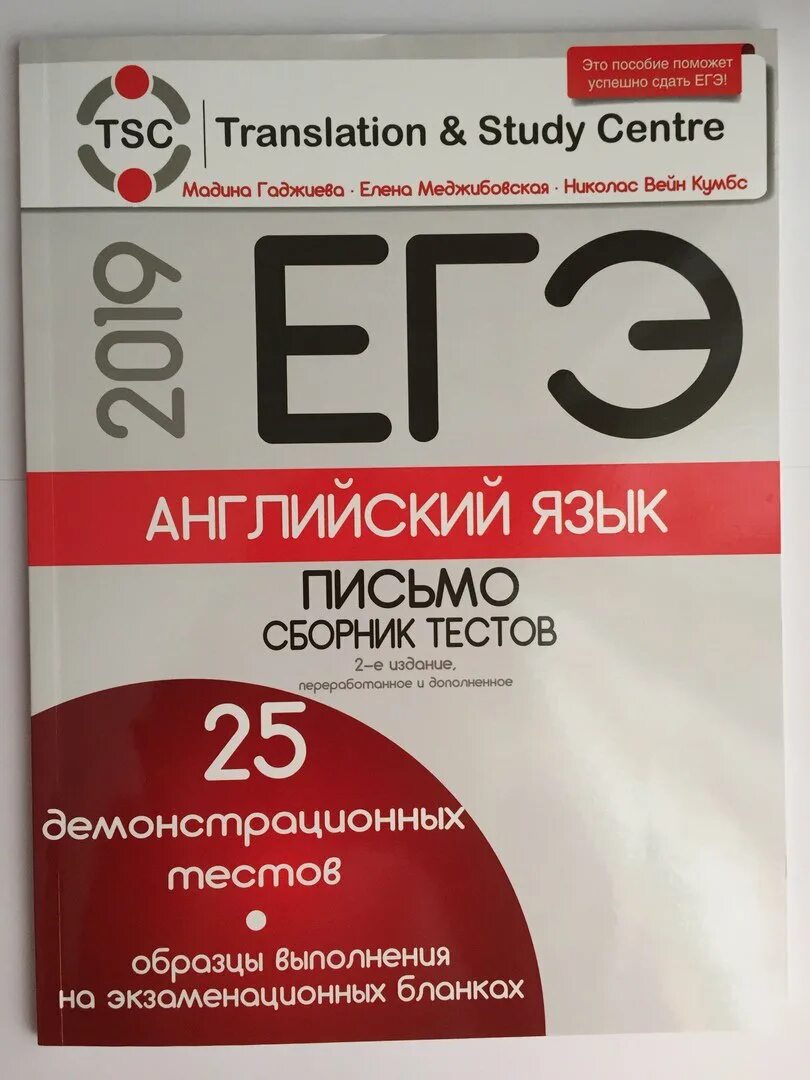 Это пособие поможет
успешно сдать ЕГЭ!
TSC
Translation & Study Centre
Мадина Гаджиева · Елена Меджибовская · Николас Вейн Кумбс
2019
ЕГЭ
АНГЛИЙСКИЙ ЯЗЫК
ПИСЬМО
СБОРНИК ТЕСТОВ
2-е издание,
переработанное и дополненное
25
демонстрационных
тестов
•
образцы выполнения
на экзаменационных бланках